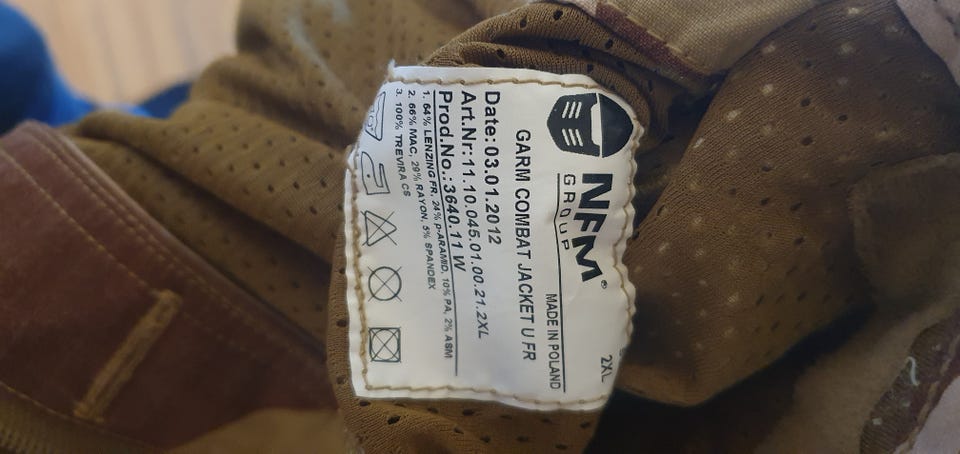 NFM®
GROUP
MADE IN POLAND
2XL
GARM COMBAT JACKET U FR
Date: 03.01.2012
Art.Nr:11.10.045.01.00.21.2XL
Prod.No.: 3640.11 W
1. 64% LENZING FR, 24% p-ARAMID, 10% PA, 2% ASM
2. 66% MAC, 29% RAYON, 5% SPANDEX
3. 100% TREVIRA CS